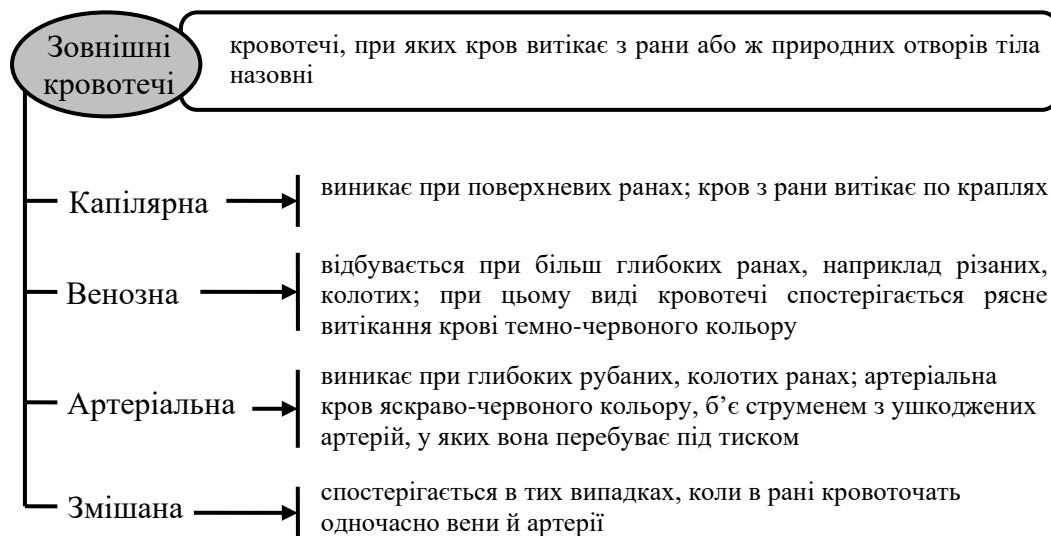 Зовнішні
кровотечі
кровотечі, при яких кров витікає з рани або ж природних отворів тіла
назовні
Капілярна
виникає при поверхневих ранах; кров з рани витікає по краплях
Венозна
відбувається при більш глибоких ранах, наприклад різаних,
колотих; при цьому виді кровотечі спостерігається рясне
витікання крові темно-червоного кольору
Артеріальна
виникає при глибоких рубаних, колотих ранах; артеріальна
кров яскраво-червоного кольору, б’є струменем з ушкоджених
артерій, у яких вона перебуває під тиском
Змішана
спостерігається в тих випадках, коли в рані кровоточать
одночасно вени й артерії